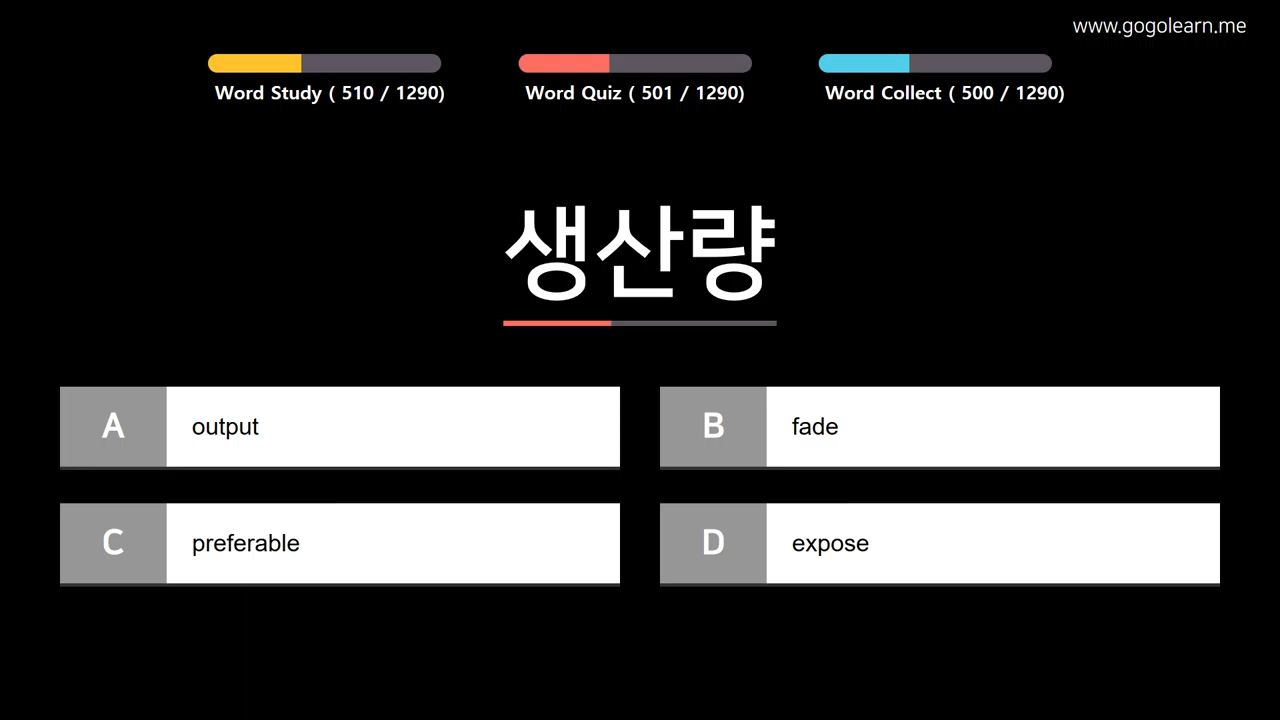 www.gogolearn.me
Word Study ( 510 / 1290)
Word Quiz ( 501 / 1290)
Word Collect ( 500 / 1290)
생산량
A
output
B
fade
C
preferable
D
expose